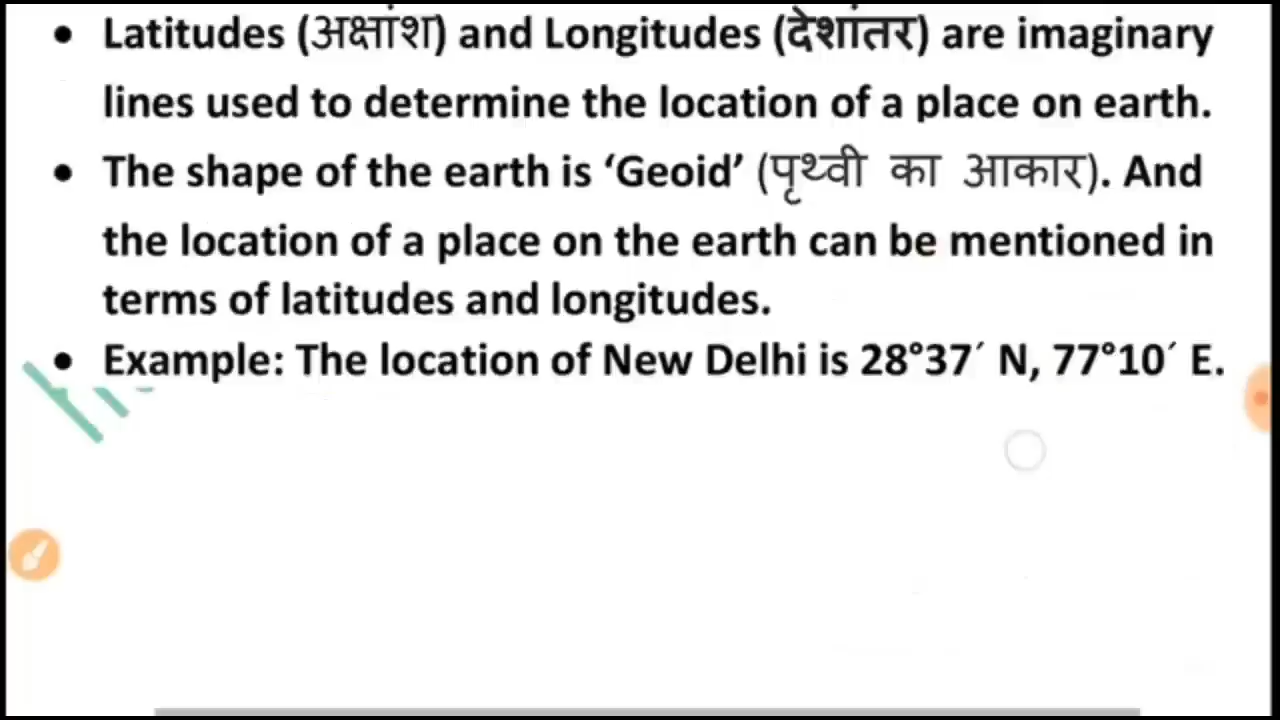 • Latitudes (अक्षांश) and Longitudes (देशांतर) are imaginary
lines used to determine the location of a place on earth.
• The shape of the earth is ‘Geoid’ (पृथ्वी का आकार). And
the location of a place on the earth can be mentioned in
terms of latitudes and longitudes.
• Example: The location of New Delhi is 28°37′ N, 77°10′ E.